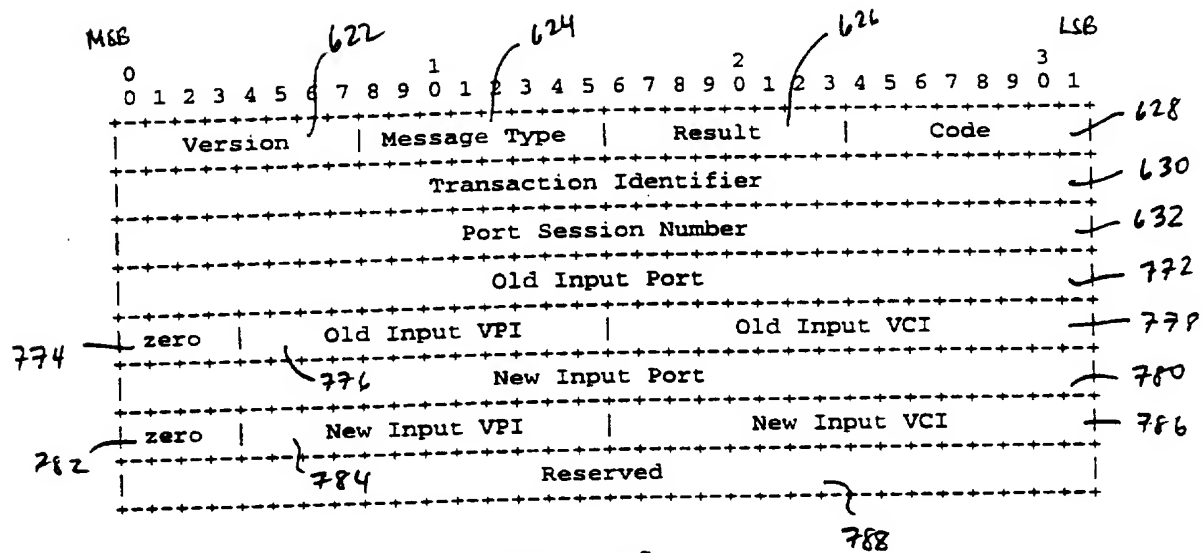 MSB 622 624 626 LSB
0 1 2 3
0 1 2 3 4 5 6 7 8 9 0 1 2 3 4 5 6 7 8 9 0 1 2 3 4 5 6 7 8 9 0 1
| Version | Message Type | Result | Code | 628
| Transaction Identifier | 630
| Port Session Number | 632
| Old Input Port | 772
774 | zero | Old Input VPI | Old Input VCI | 778
776
| New Input Port | 780
782 | zero | New Input VPI | New Input VCI | 786
784
| Reserved |
788